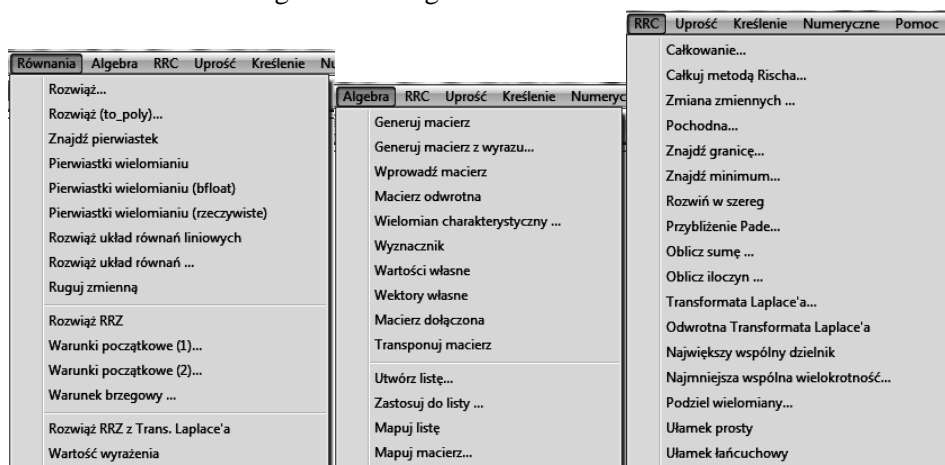 Równania Algebra RRC Uprość Kreślenie
Rozwiąż...
Rozwiąż (to_poly)...
Znajdź pierwiastek
Pierwiastki wielomianu
Pierwiastki wielomianiu (bfloat)
Pierwiastki wielomianiu (rzeczywiste)
Rozwiąż układ równań liniowych
Rozwiąż układ równań ...
Ruguj zmienną
Rozwiąż RRZ
Warunki początkowe (1)...
Warunki początkowe (2)...
Warunek brzegowy ...
Rozwiąż RRZ z Trans. Laplace'a
Wartość wyrażenia
Algebra RRC Uprość Kreślenie Numeryc
Generuj macierz
Generuj macierz z wyrazu...
Wprowadź macierz
Macierz odwrotna
Wielomian charakterystyczny ...
Wyznacznik
Wartości własne
Wektory własne
Macierz dołączona
Transponuj macierz
Utwórz listę...
Zastosuj do listy ...
Mapuj listę
Mapuj macierz...
RRC Uprość Kreślenie Numeryczne Pomoc
Całkowanie...
Całkuj metodą Rischa...
Zmiana zmiennych ...
Pochodna...
Znajdź granicę...
Znajdź minimum...
Rozwiń w szereg
Przybliżenie Pade...
Oblicz sumę ...
Oblicz iloczyn ...
Transformata Laplace'a...
Odwrotna Transformata Laplace'a
Największy wspólny dzielnik
Najmniejsza wspólna wielokrotność...
Podziel wielomiany...
Ułamek prosty
Ułamek łańcuchowy